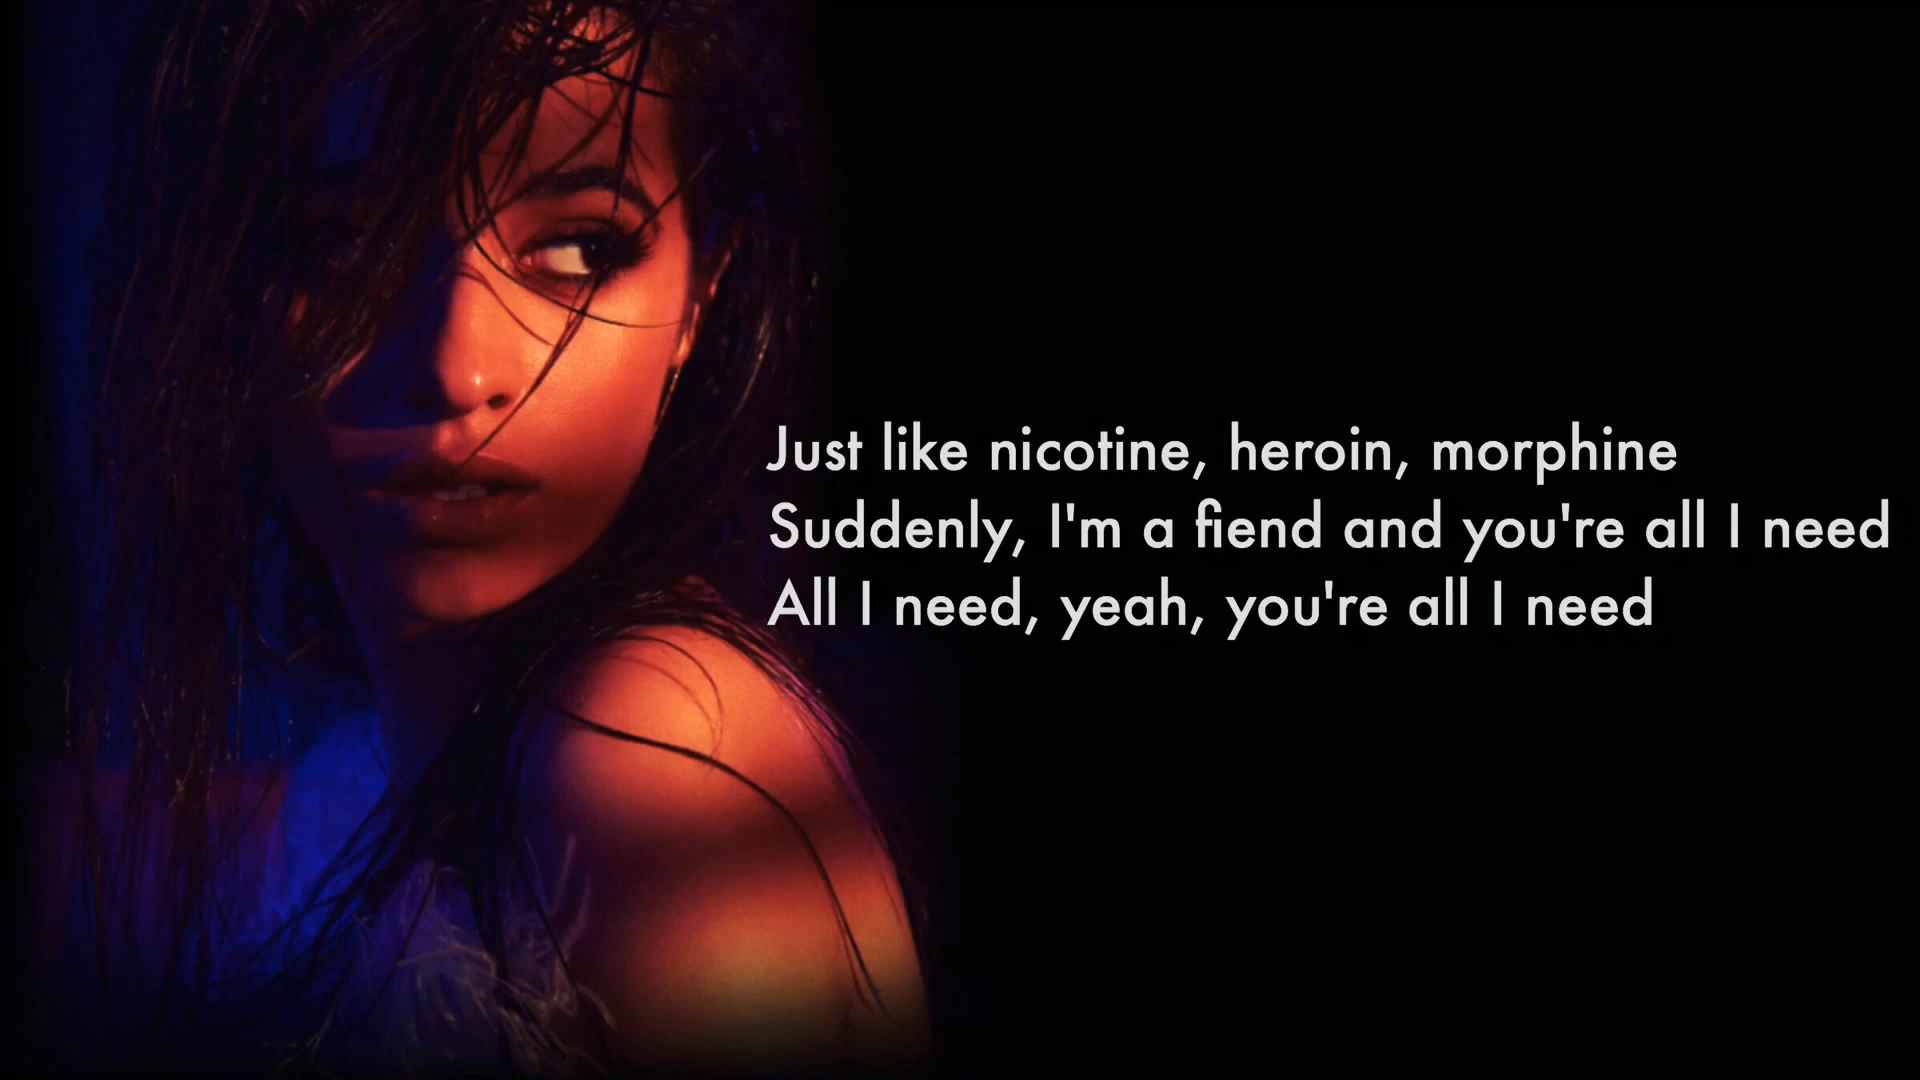 Just like nicotine, heroin, morphine
Suddenly, I'm a fiend and you're all I need
All I need, yeah, you're all I need